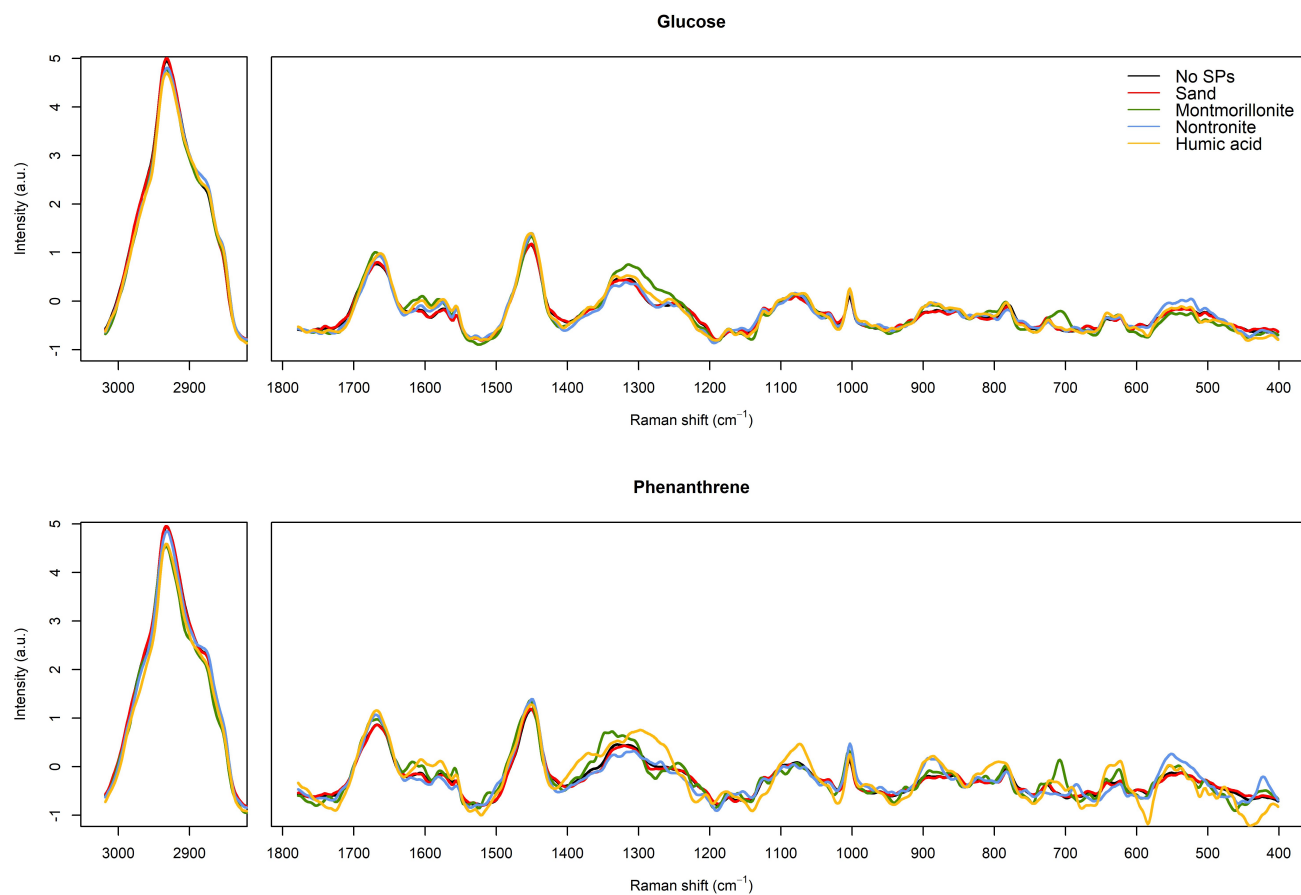 Glucose
Intensity (a.u.)
5
4
3
2
1
0
-1
3000 2900
No SPs
Sand
Montmorillonite
Nontronite
Humic acid
1800 1700 1600 1500 1400 1300 1200 1100 1000 900 800 700 600 500 400
Raman shift (cm−1)
Phenanthrene
Intensity (a.u.)
5
4
3
2
1
0
-1
3000 2900
1800 1700 1600 1500 1400 1300 1200 1100 1000 900 800 700 600 500 400
Raman shift (cm−1)